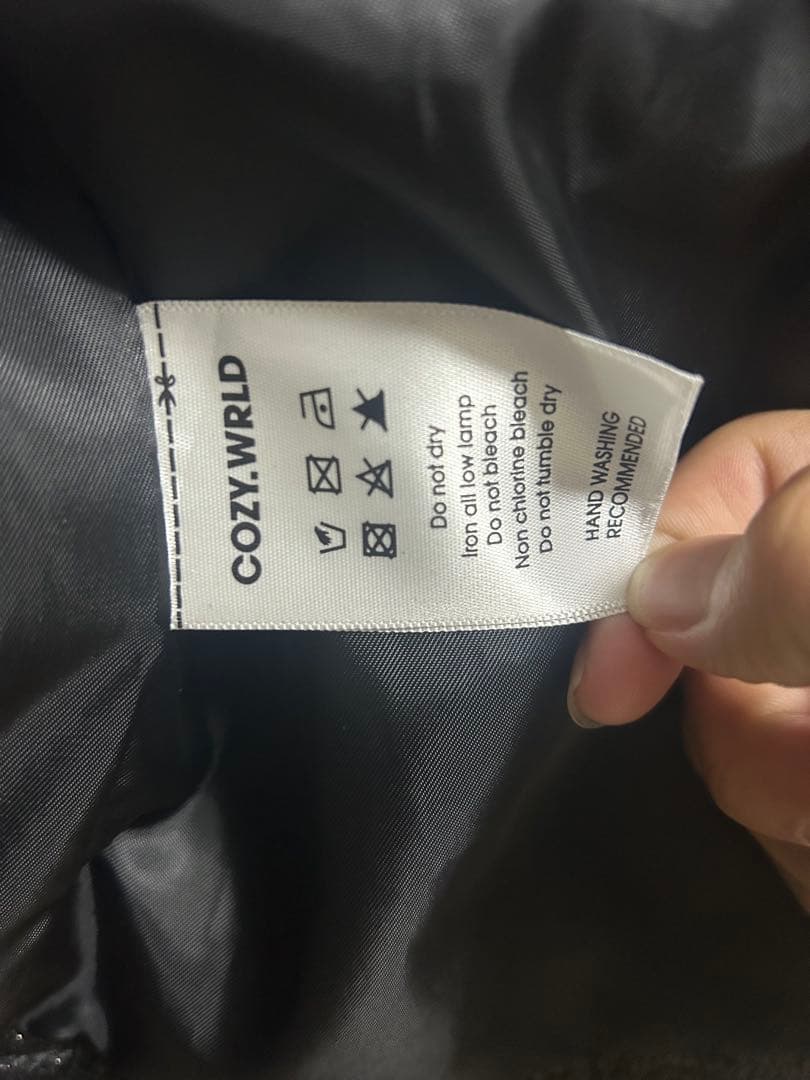 COZY.WRLD
Do not dry
Iron all low lamp
Do not bleach
Non chlorine bleach
Do not tumble dry
HAND WASHING
RECOMMENDED